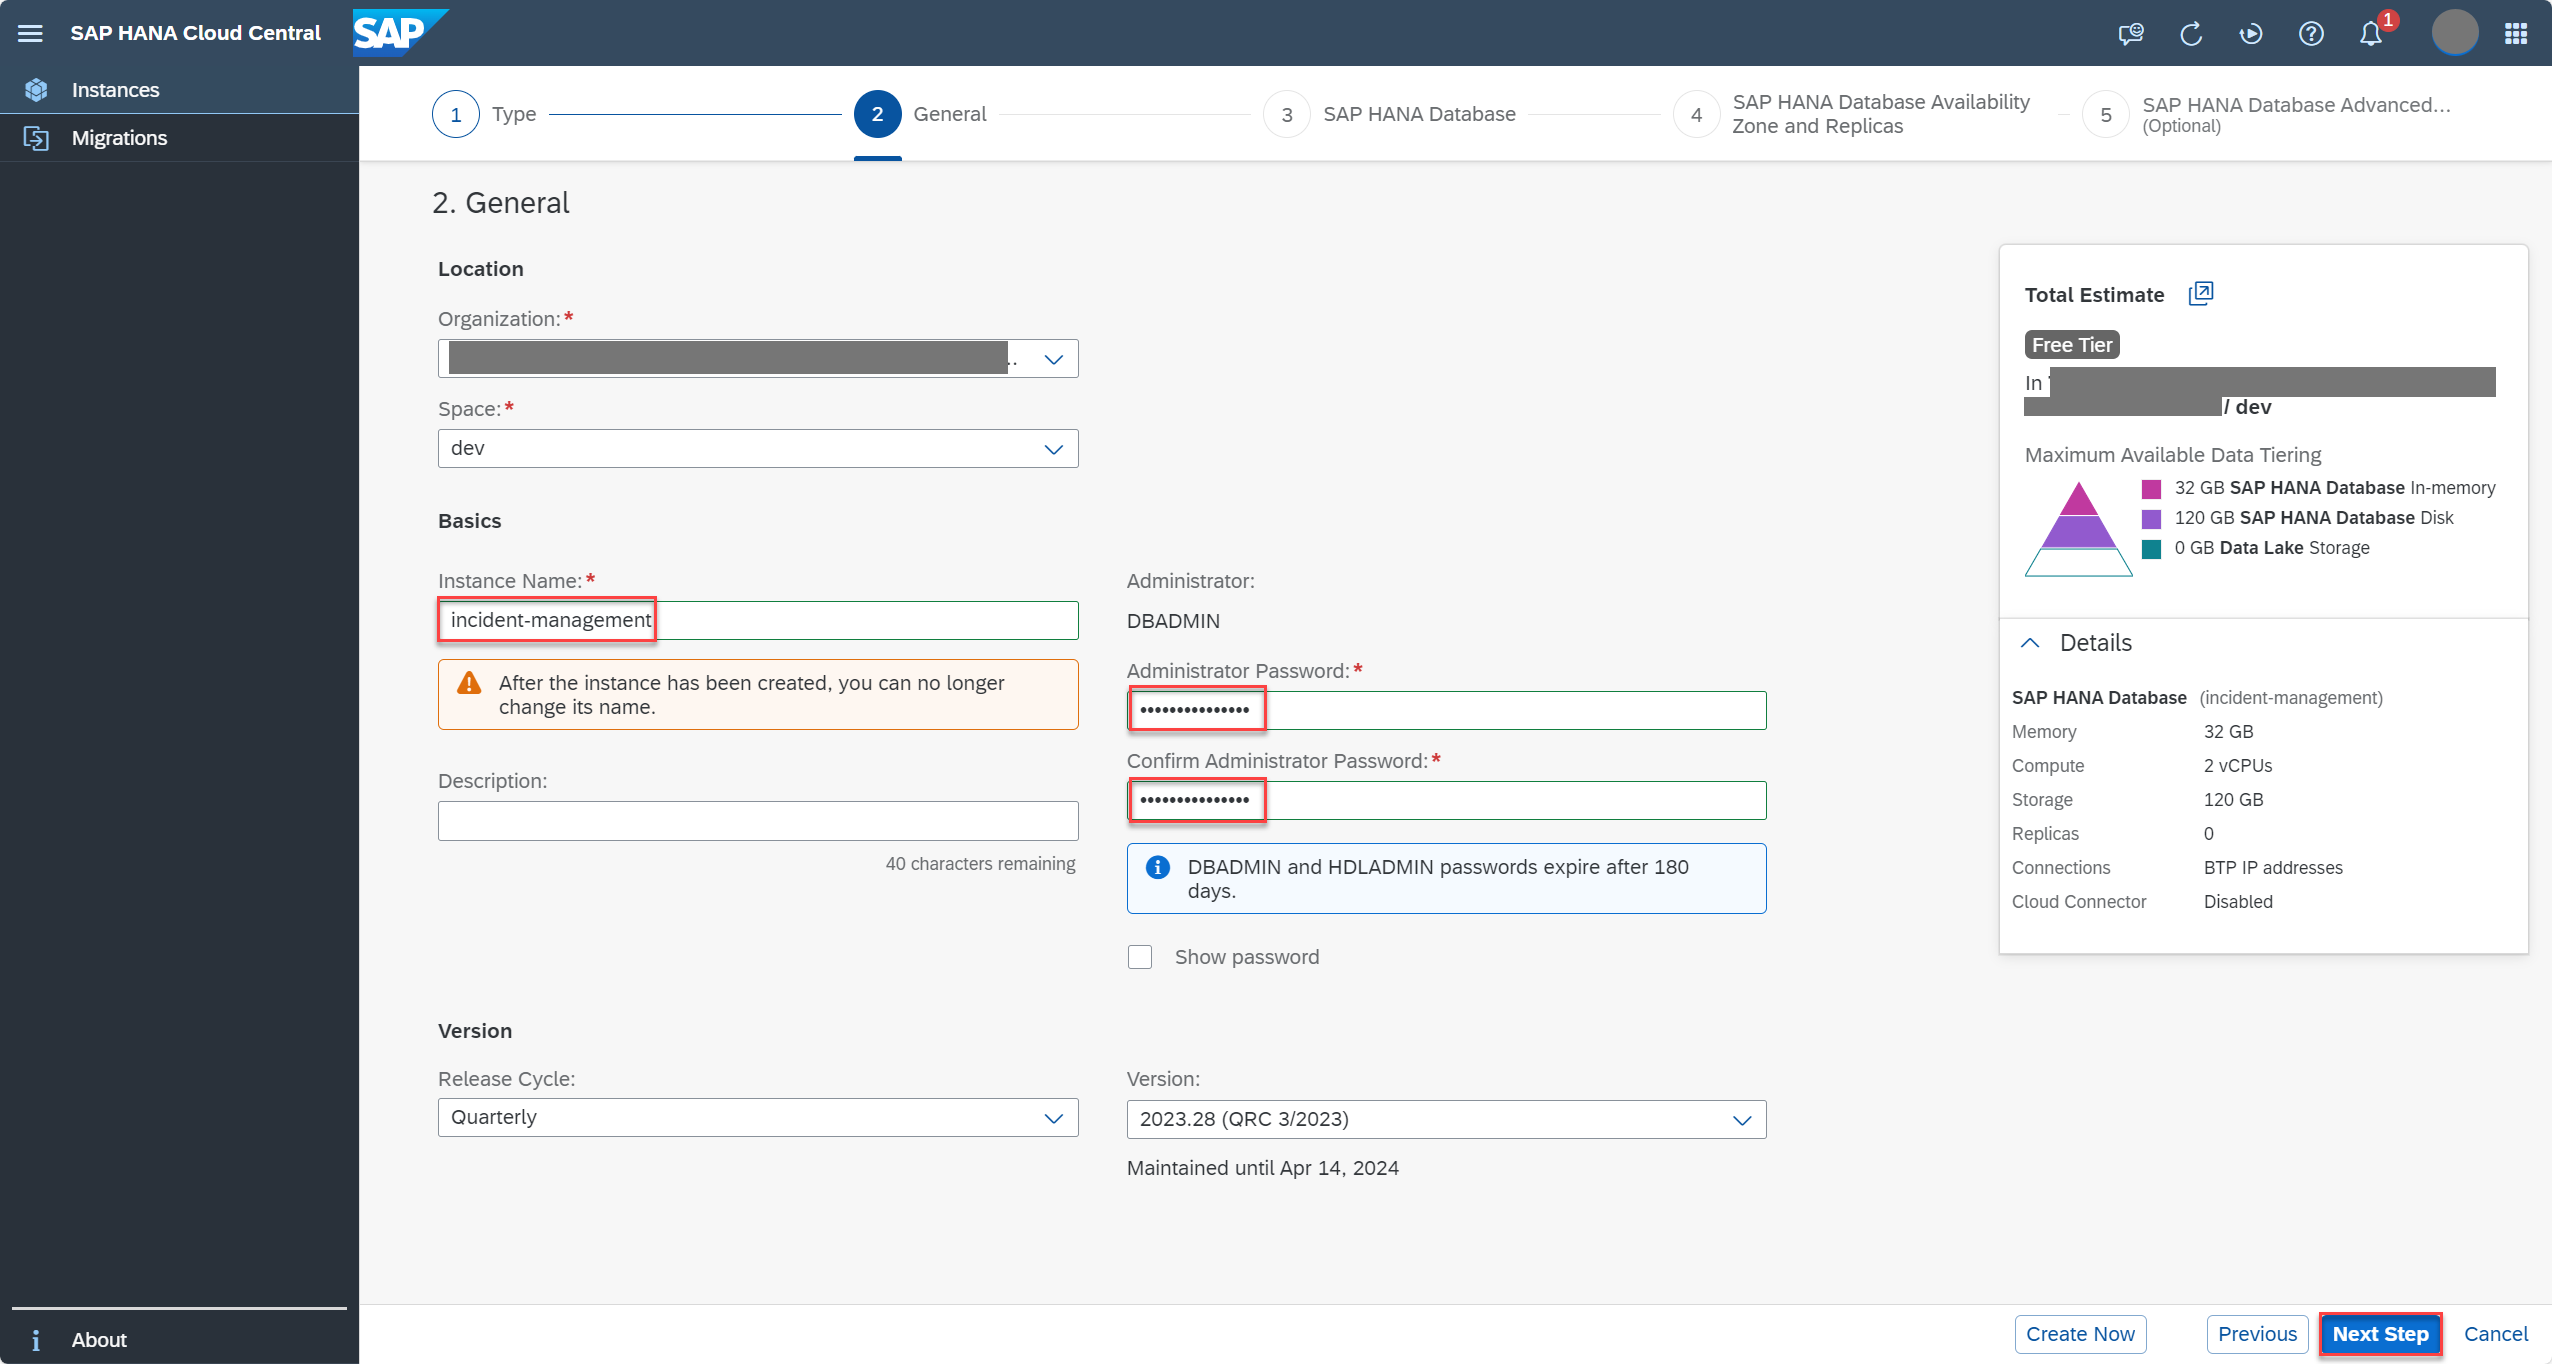 SAP HANA Cloud Central
SAP
1
Instances
Migrations
1 Type
2 General
3 SAP HANA Database
4 SAP HANA Database Availability
Zone and Replicas
5 SAP HANA Database Advanced...
(Optional)
2. General
Location
Organization:*
..
Space:*
dev
Basics
Instance Name:*
incident-management
After the instance has been created, you can no longer
change its name.
Description:
40 characters remaining
Administrator:
DBADMIN
Administrator Password:*
•••••••••••••••
Confirm Administrator Password:*
•••••••••••••••
DBADMIN and HDLADMIN passwords expire after 180
days.
Show password
Version
Release Cycle:
Quarterly
Version:
2023.28 (QRC 3/2023)
Maintained until Apr 14, 2024
Total Estimate
Free Tier
In
/ dev
Maximum Available Data Tiering
32 GB SAP HANA Database In-memory
120 GB SAP HANA Database Disk
0 GB Data Lake Storage
Details
SAP HANA Database (incident-management)
Memory 32 GB
Compute 2 vCPUs
Storage 120 GB
Replicas 0
Connections BTP IP addresses
Cloud Connector Disabled
About
Create Now Previous Next Step Cancel